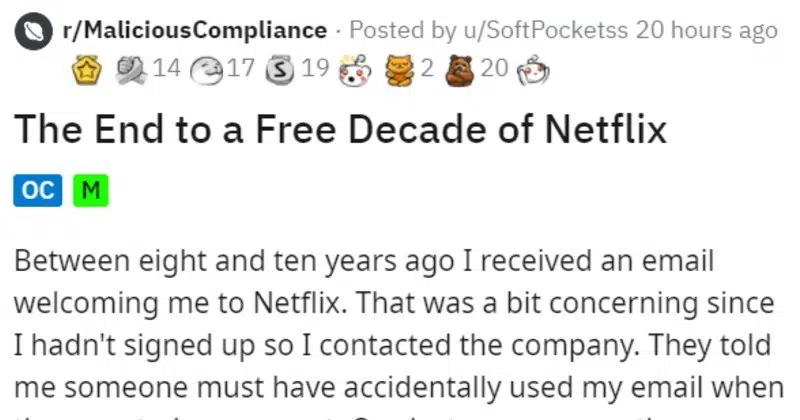 r/MaliciousCompliance · Posted by u/SoftPocketss 20 hours ago
14 17 S 19 2 20
The End to a Free Decade of Netflix
OC M
Between eight and ten years ago I received an email
welcoming me to Netflix. That was a bit concerning since
I hadn't signed up so I contacted the company. They told
me someone must have accidentally used my email when